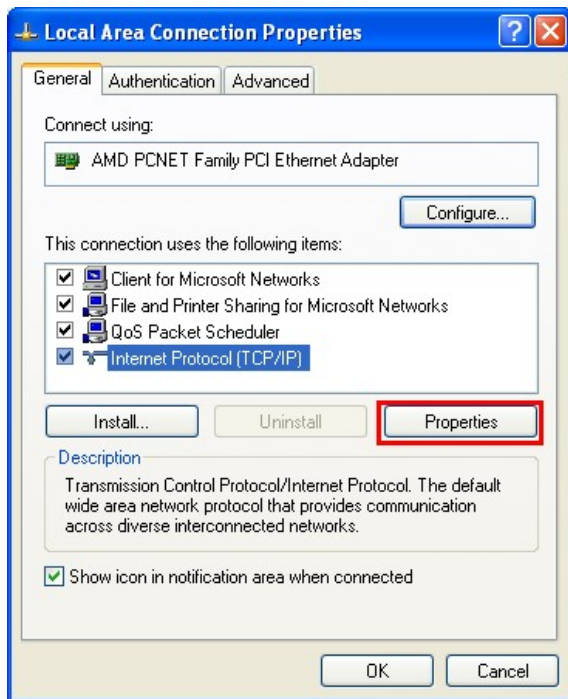 Local Area Connection Properties
General Authentication Advanced
Connect using:
AMD PCNET Family PCI Ethernet Adapter
Configure...
This connection uses the following items:
Client for Microsoft Networks
File and Printer Sharing for Microsoft Networks
QoS Packet Scheduler
Internet Protocol (TCP/IP)
Install... Uninstall Properties
Description
Transmission Control Protocol/Internet Protocol. The default
wide area network protocol that provides communication
across diverse interconnected networks.
Show icon in notification area when connected
OK Cancel